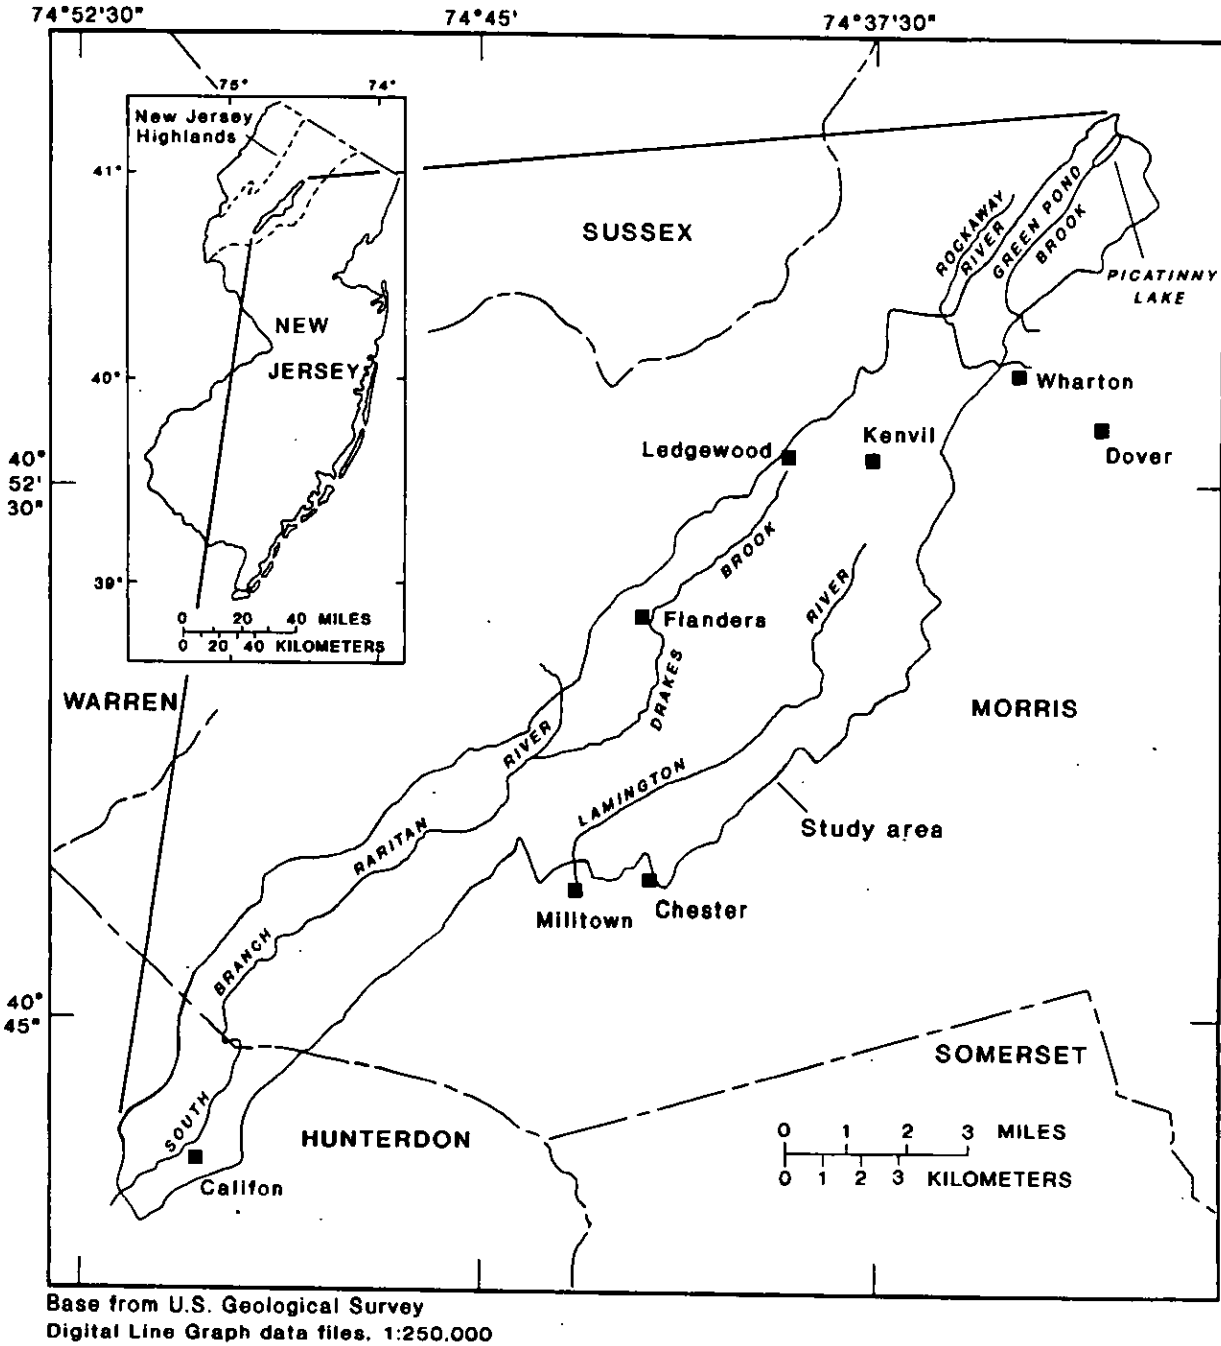 74°52'30"
74°45'
74°37'30"
75°
74°
New Jersey
Highlands
41°
SUSSEX
ROCKAWAY
RIVER
GREEN POND
BROOK
PICATINNY
LAKE
NEW
JERSEY
40°
Wharton
Kenvil
Ledgewood
Dover
40°
52'
30"
BROOK
39°
RIVER
0 20 40 MILES
0 20 40 KILOMETERS
Flanders
DRAKES
WARREN
MORRIS
RIVER
LAMINGTON
Study area
RARITAN
Milltown
Chester
BRANCH
40°
45"
SOMERSET
SOUTH
HUNTERDON
0 1 2 3 MILES
0 1 2 3 KILOMETERS
Califon
Base from U.S. Geological Survey
Digital Line Graph data files, 1:250,000